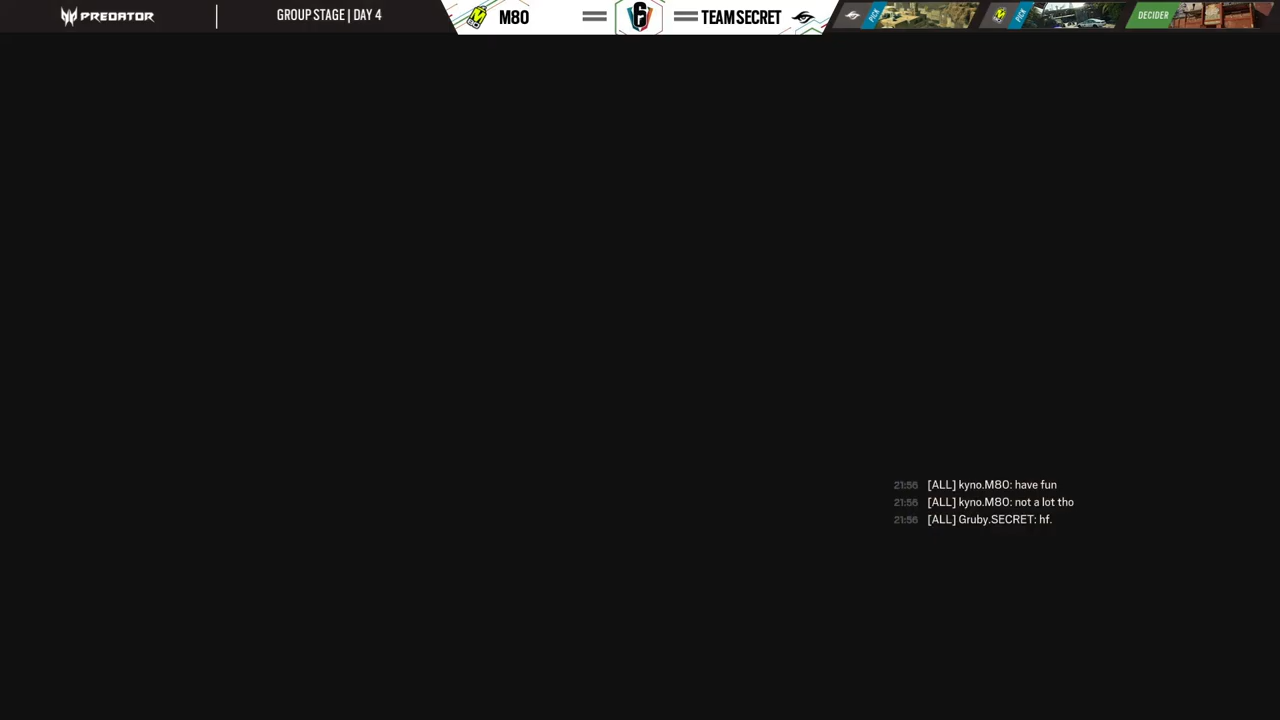 PREDATOR
GROUP STAGE | DAY 4
M80
TEAM SECRET
PICK
PICK
DECIDER
21:56 [ALL] kyno.M80: have fun
21:56 [ALL] kyno.M80: not a lot tho
21:56 [ALL] Gruby.SECRET: hf.